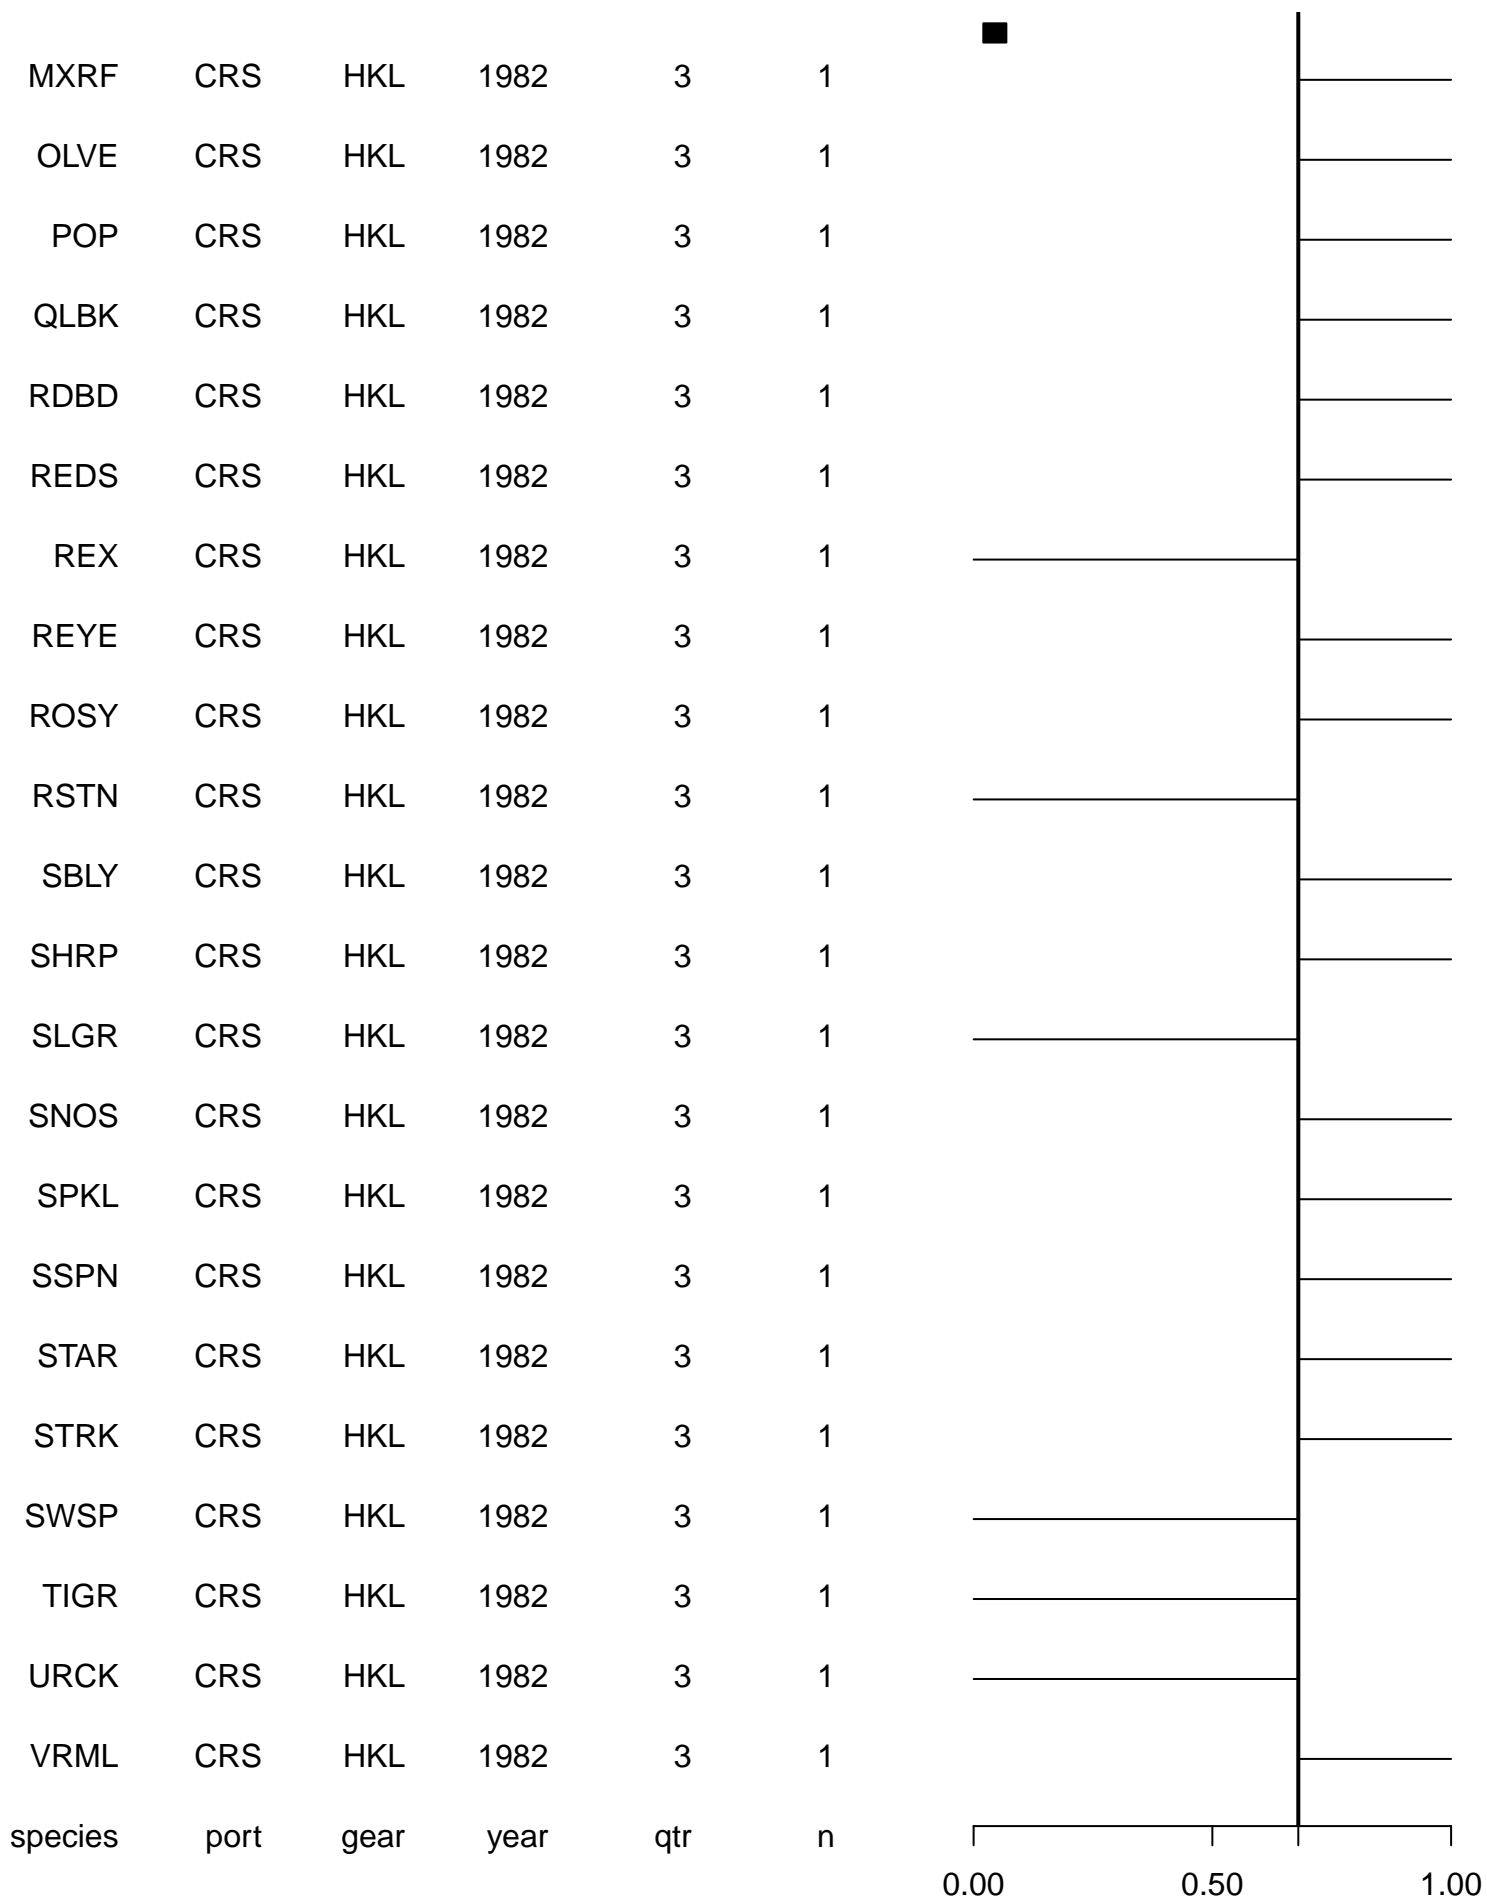 MXRF CRS HKL 1982 3 1
OLVE CRS HKL 1982 3 1
POP CRS HKL 1982 3 1
QLBK CRS HKL 1982 3 1
RDBD CRS HKL 1982 3 1
REDS CRS HKL 1982 3 1
REX CRS HKL 1982 3 1
REYE CRS HKL 1982 3 1
ROSY CRS HKL 1982 3 1
RSTN CRS HKL 1982 3 1
SBLY CRS HKL 1982 3 1
SHRP CRS HKL 1982 3 1
SLGR CRS HKL 1982 3 1
SNOS CRS HKL 1982 3 1
SPKL CRS HKL 1982 3 1
SSPN CRS HKL 1982 3 1
STAR CRS HKL 1982 3 1
STRK CRS HKL 1982 3 1
SWSP CRS HKL 1982 3 1
TIGR CRS HKL 1982 3 1
URCK CRS HKL 1982 3 1
VRML CRS HKL 1982 3 1
species port gear year qtr n
0.00 0.50 1.00